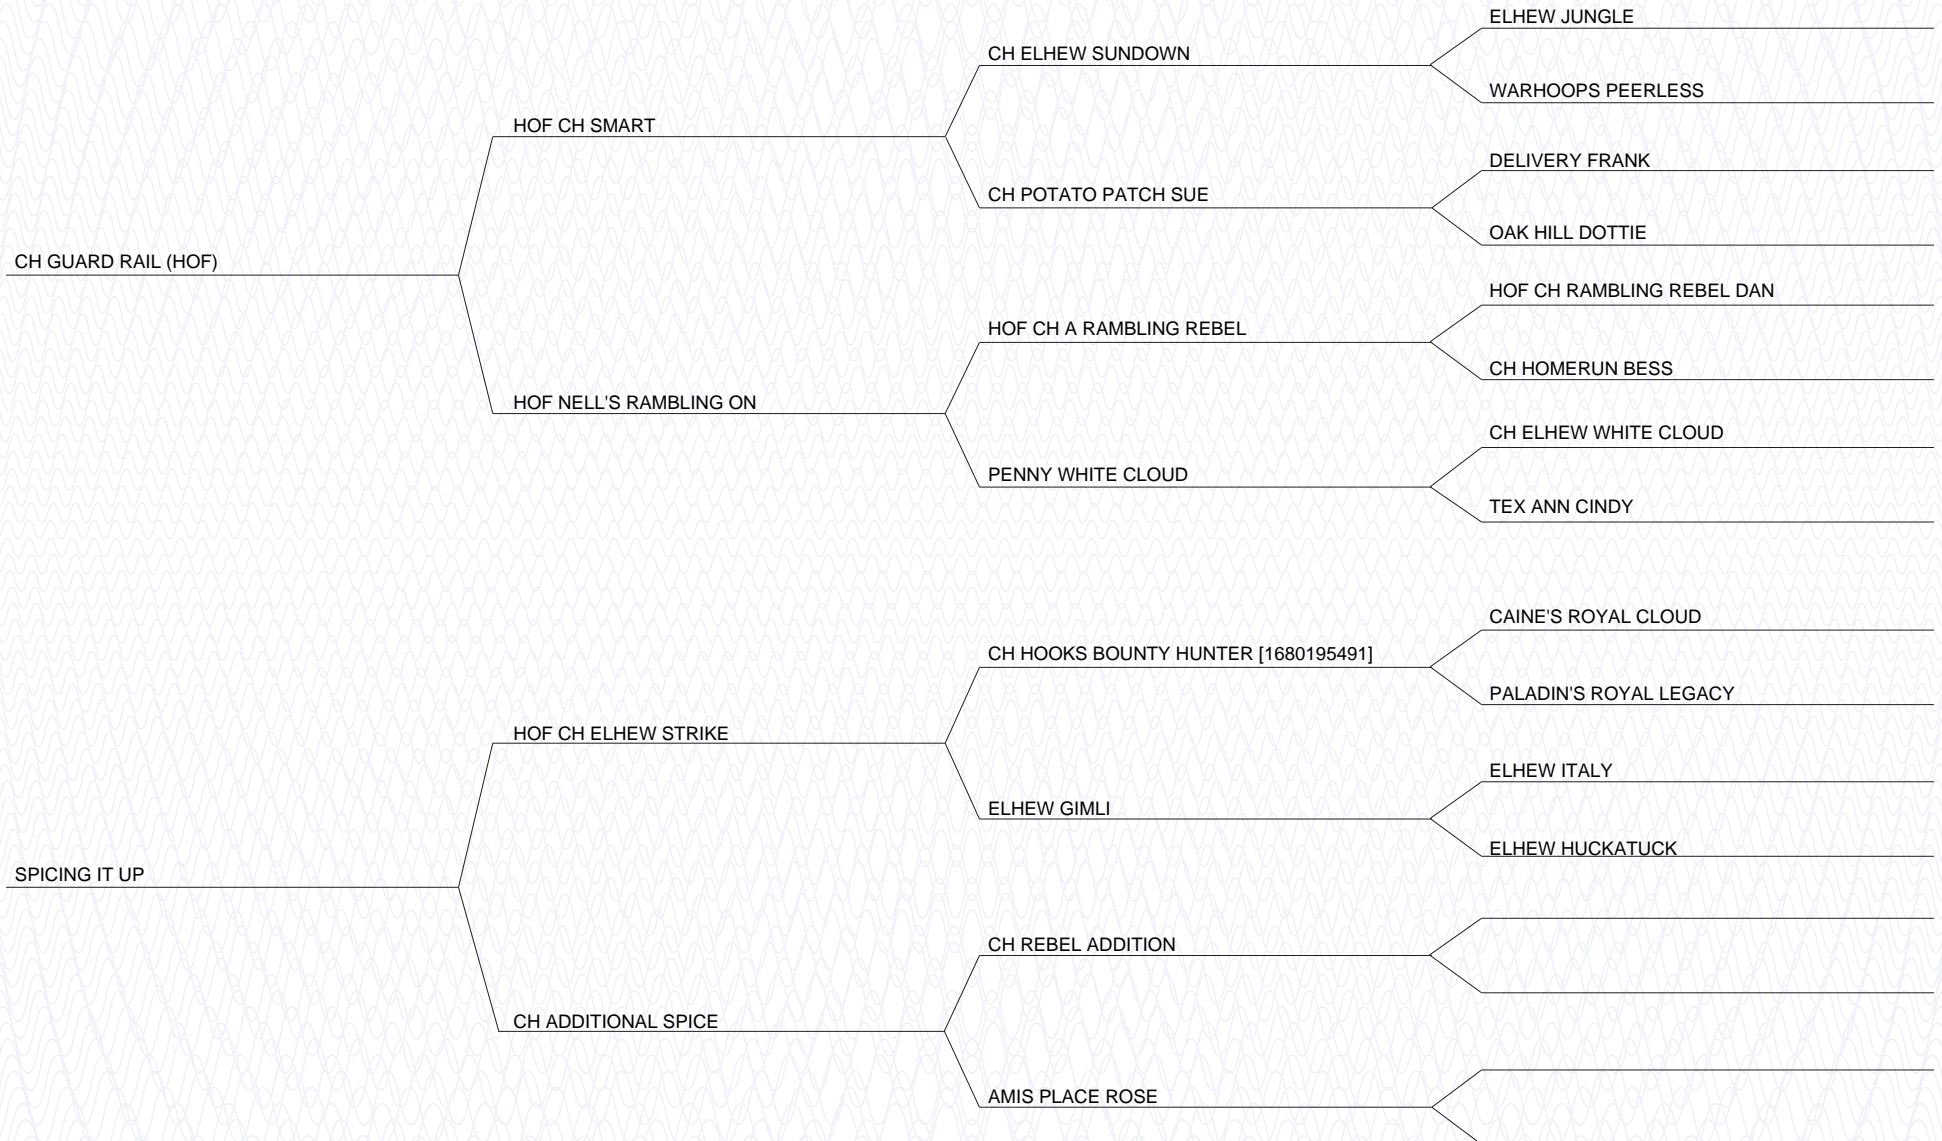 ELHEW JUNGLE
CH ELHEW SUNDOWN
WARHOOPS PEERLESS
HOF CH SMART
DELIVERY FRANK
CH POTATO PATCH SUE
OAK HILL DOTTIE
CH GUARD RAIL (HOF)
HOF CH RAMBLING REBEL DAN
HOF CH A RAMBLING REBEL
CH HOMERUN BESS
HOF NELL'S RAMBLING ON
CH ELHEW WHITE CLOUD
PENNY WHITE CLOUD
TEX ANN CINDY
CAINE'S ROYAL CLOUD
CH HOOKS BOUNTY HUNTER [1680195491]
PALADIN'S ROYAL LEGACY
HOF CH ELHEW STRIKE
ELHEW ITALY
ELHEW GIMLI
ELHEW HUCKATUCK
SPICING IT UP
CH REBEL ADDITION
CH ADDITIONAL SPICE
AMIS PLACE ROSE